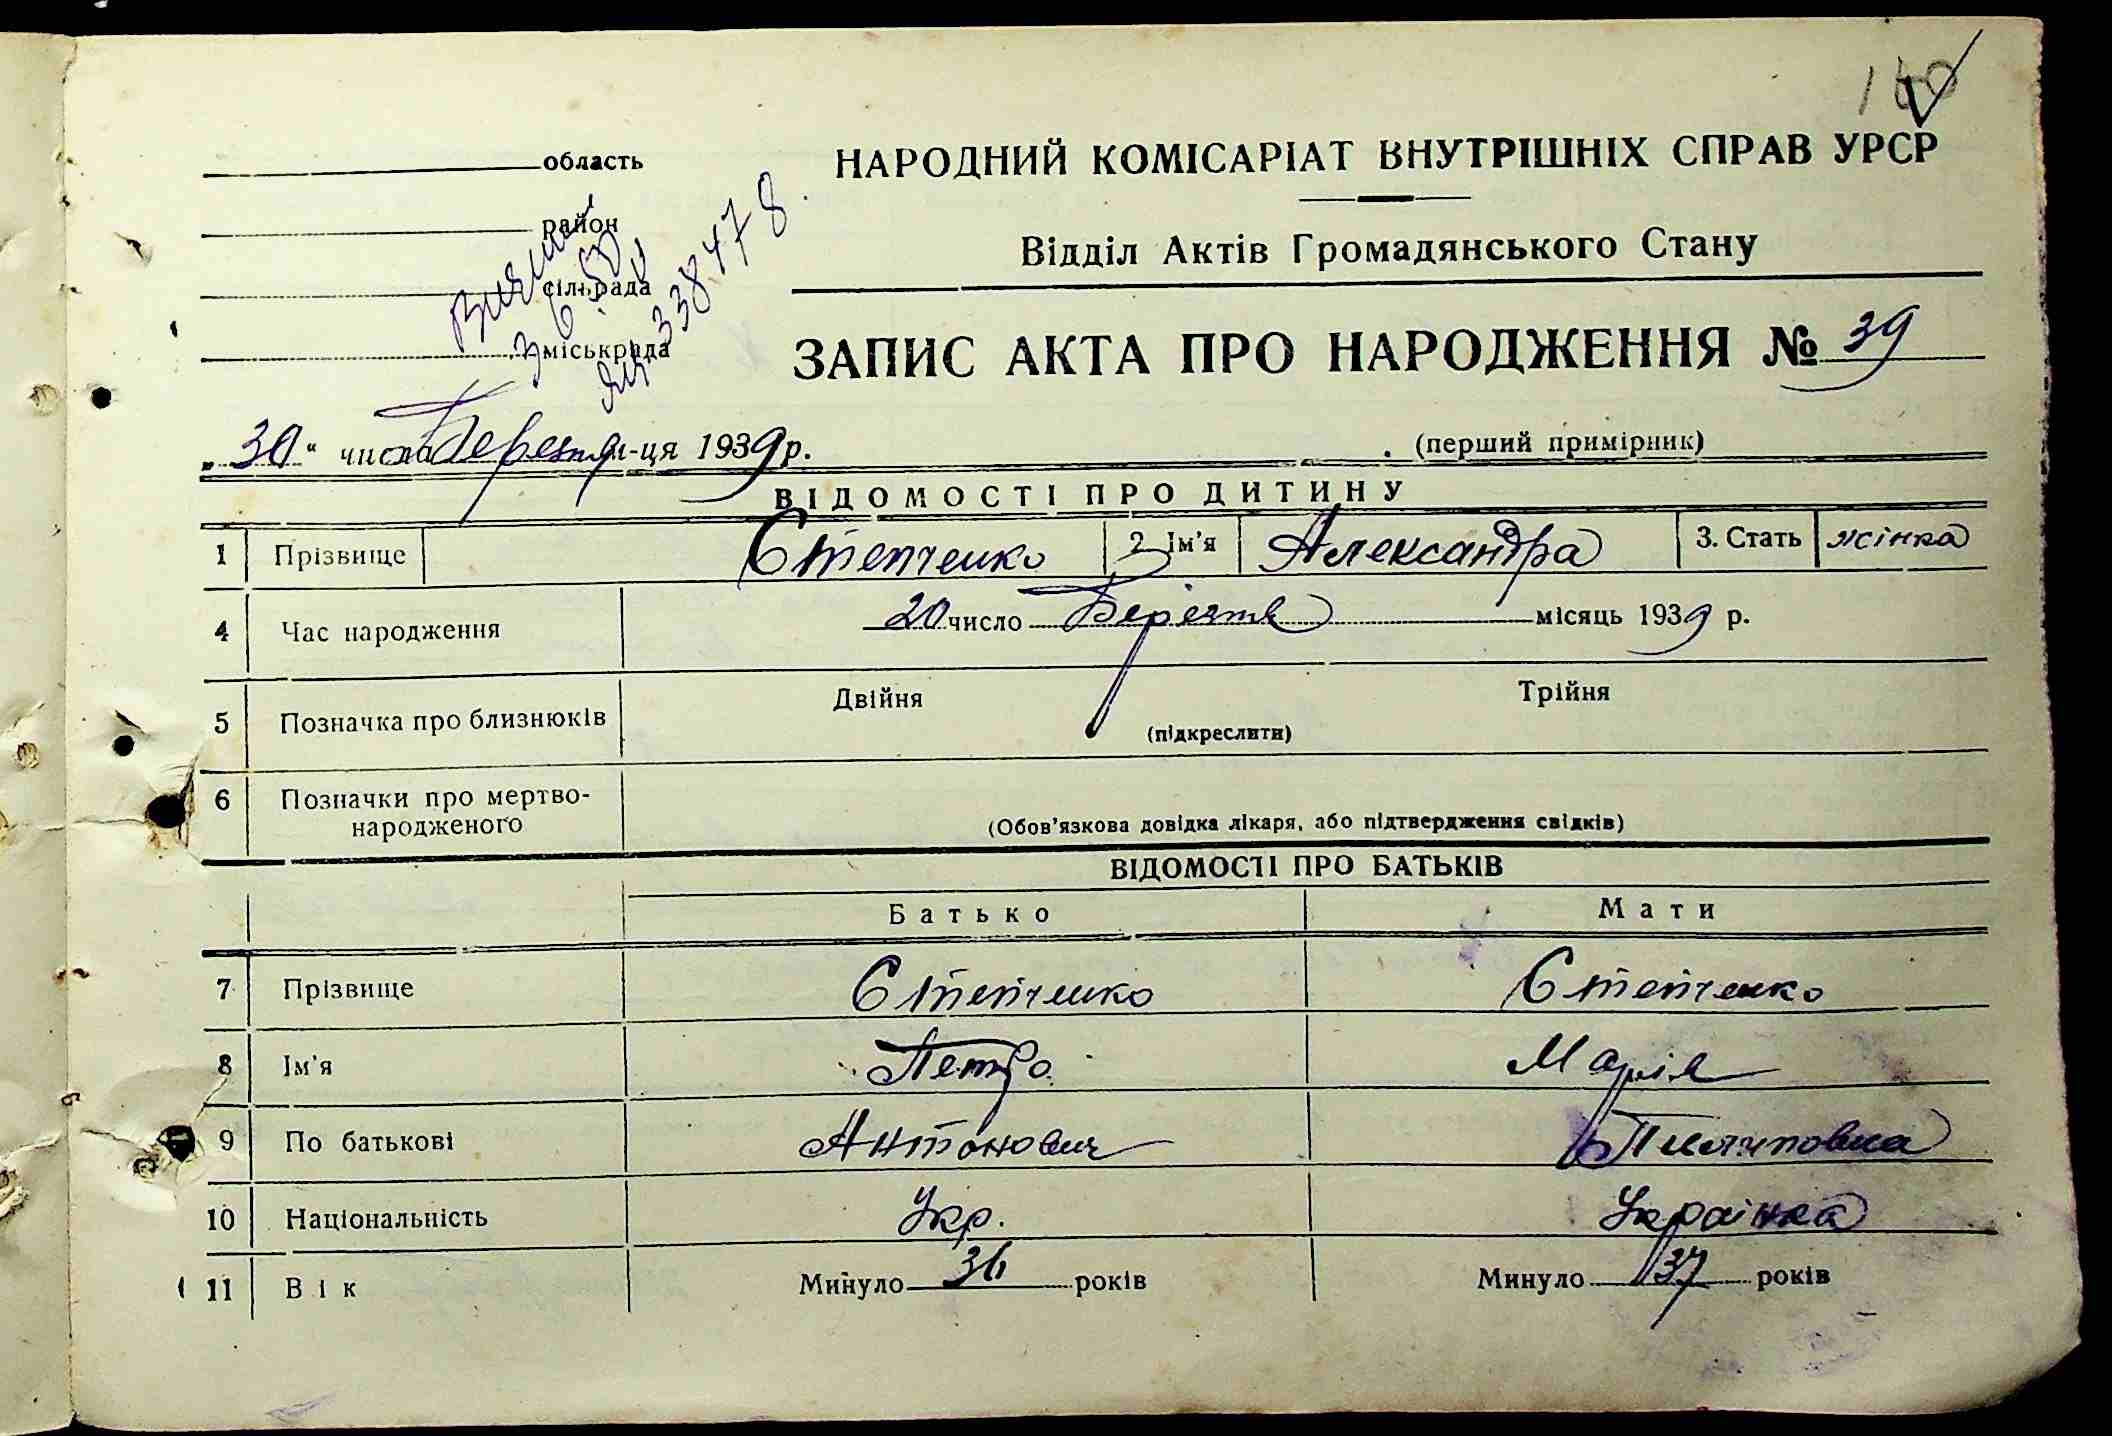 область
НАРОДНИЙ КОМІСАРІАТ ВНУТРІШНІХ СПРАВ УРСР
район
Відділ Актів Громадянського Стану
сільрада
338478
міськрада
ЗАПИС АКТА ПРО НАРОДЖЕННЯ № 39
„30“ числа Березня м-ця 1939 р. (перший примірник)
ВІДОМОСТІ ПРО ДИТИНУ
1 Прізвище Степченко 2. Ім'я Александра 3. Стать жінка
4 Час народження 20 число Березня місяць 1939 р.
5 Позначка про близнюків Двійня Трійня
(підкреслити)
6 Позначки про мертво-
народженого (Обов'язкова довідка лікаря, або підтвердження свідків)
ВІДОМОСТІ ПРО БАТЬКІВ
Батько Мати
7 Прізвище Степченко Степченко
8 Ім'я Петро Марія
9 По батькові Антонович Пилиповна
10 Національність Укр. Українка
11 Вік Минуло 36 років Минуло 37 років